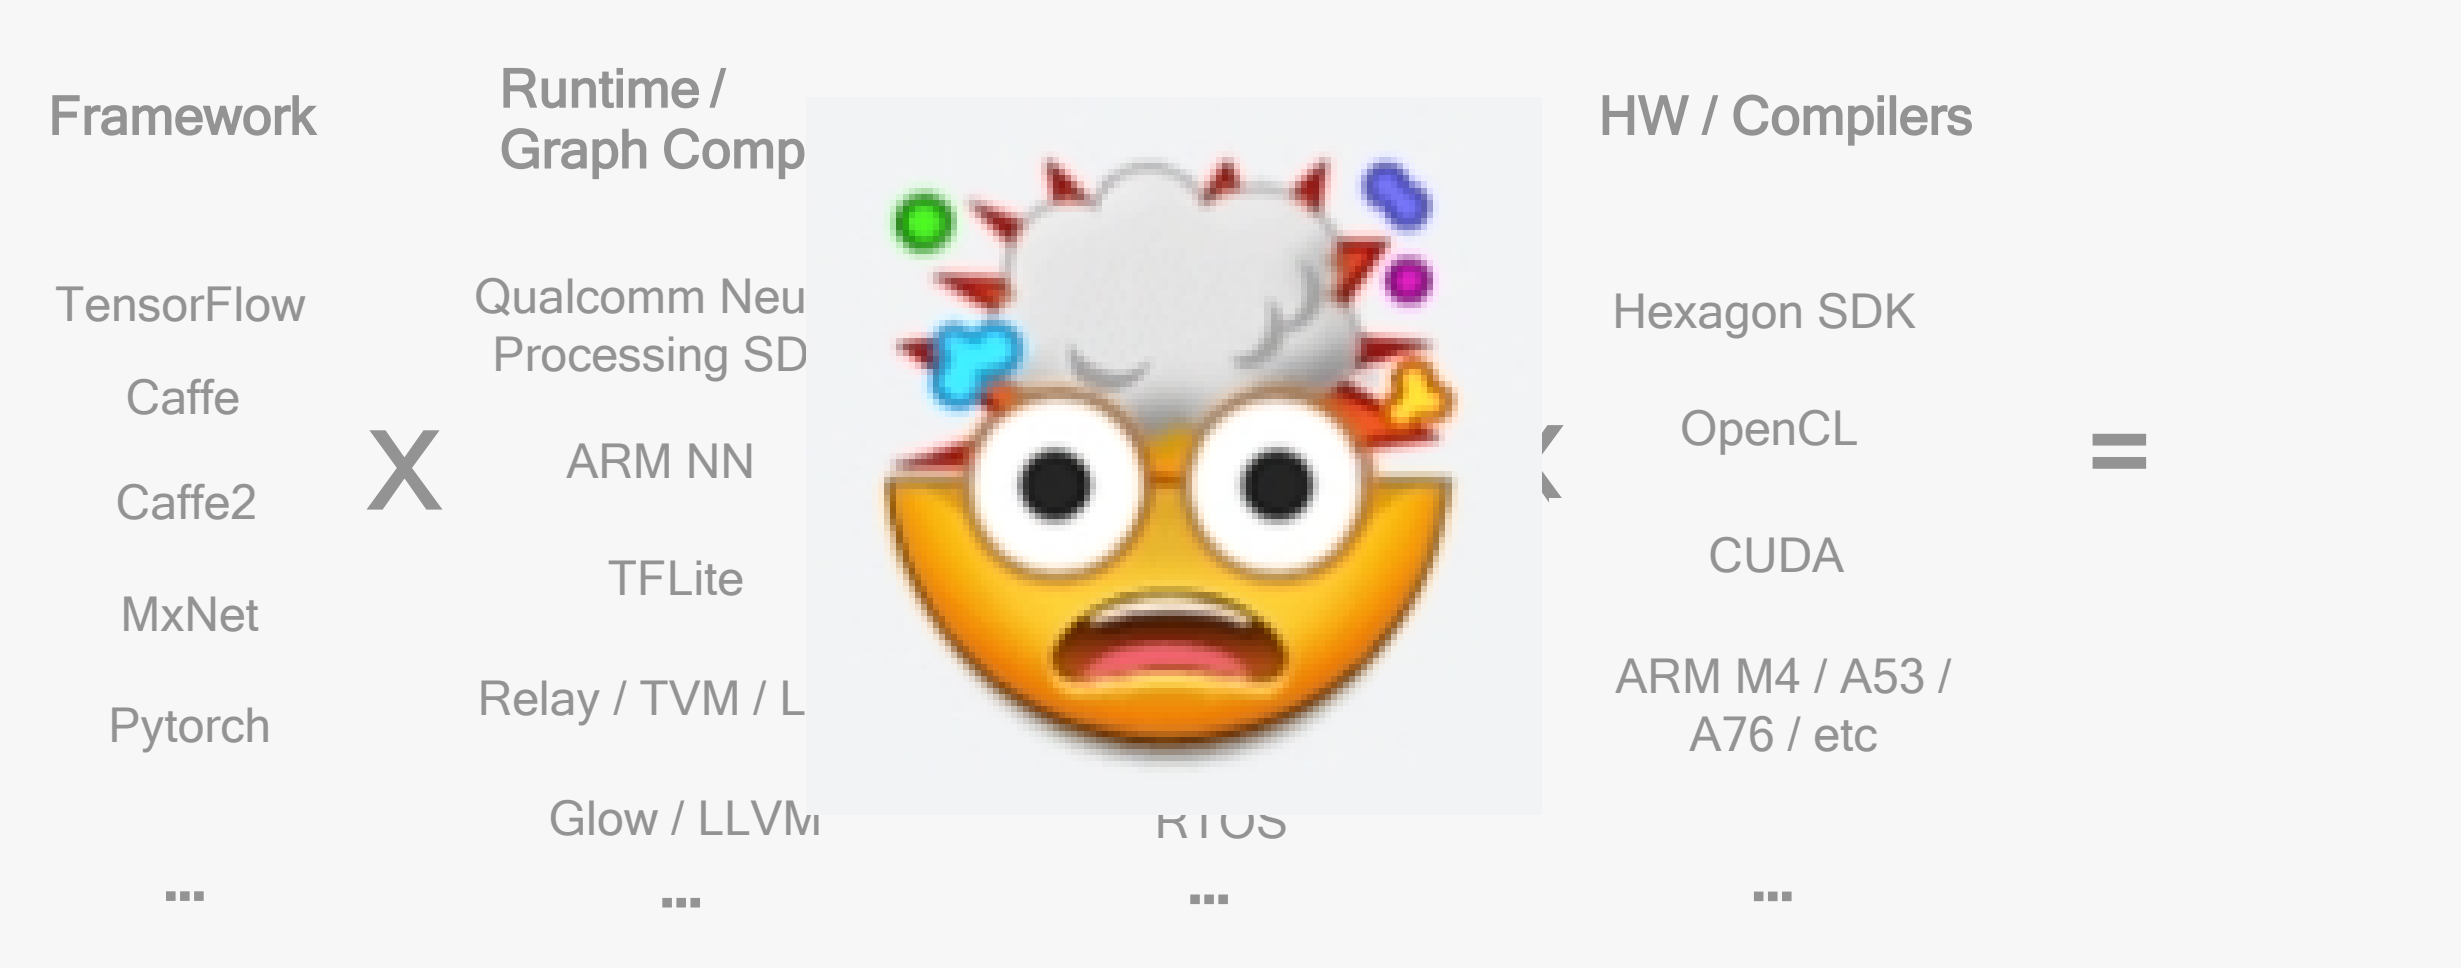 Framework
Runtime /
Graph Comp
HW / Compilers
TensorFlow
Caffe
Caffe2
MxNet
Pytorch
...
X
Qualcomm Neu
Processing SD
ARM NN
TFLite
Relay / TVM / L
Glow / LLVM
...
RTOS
...
Hexagon SDK
OpenCL
CUDA
ARM M4 / A53 /
A76 / etc
...
=